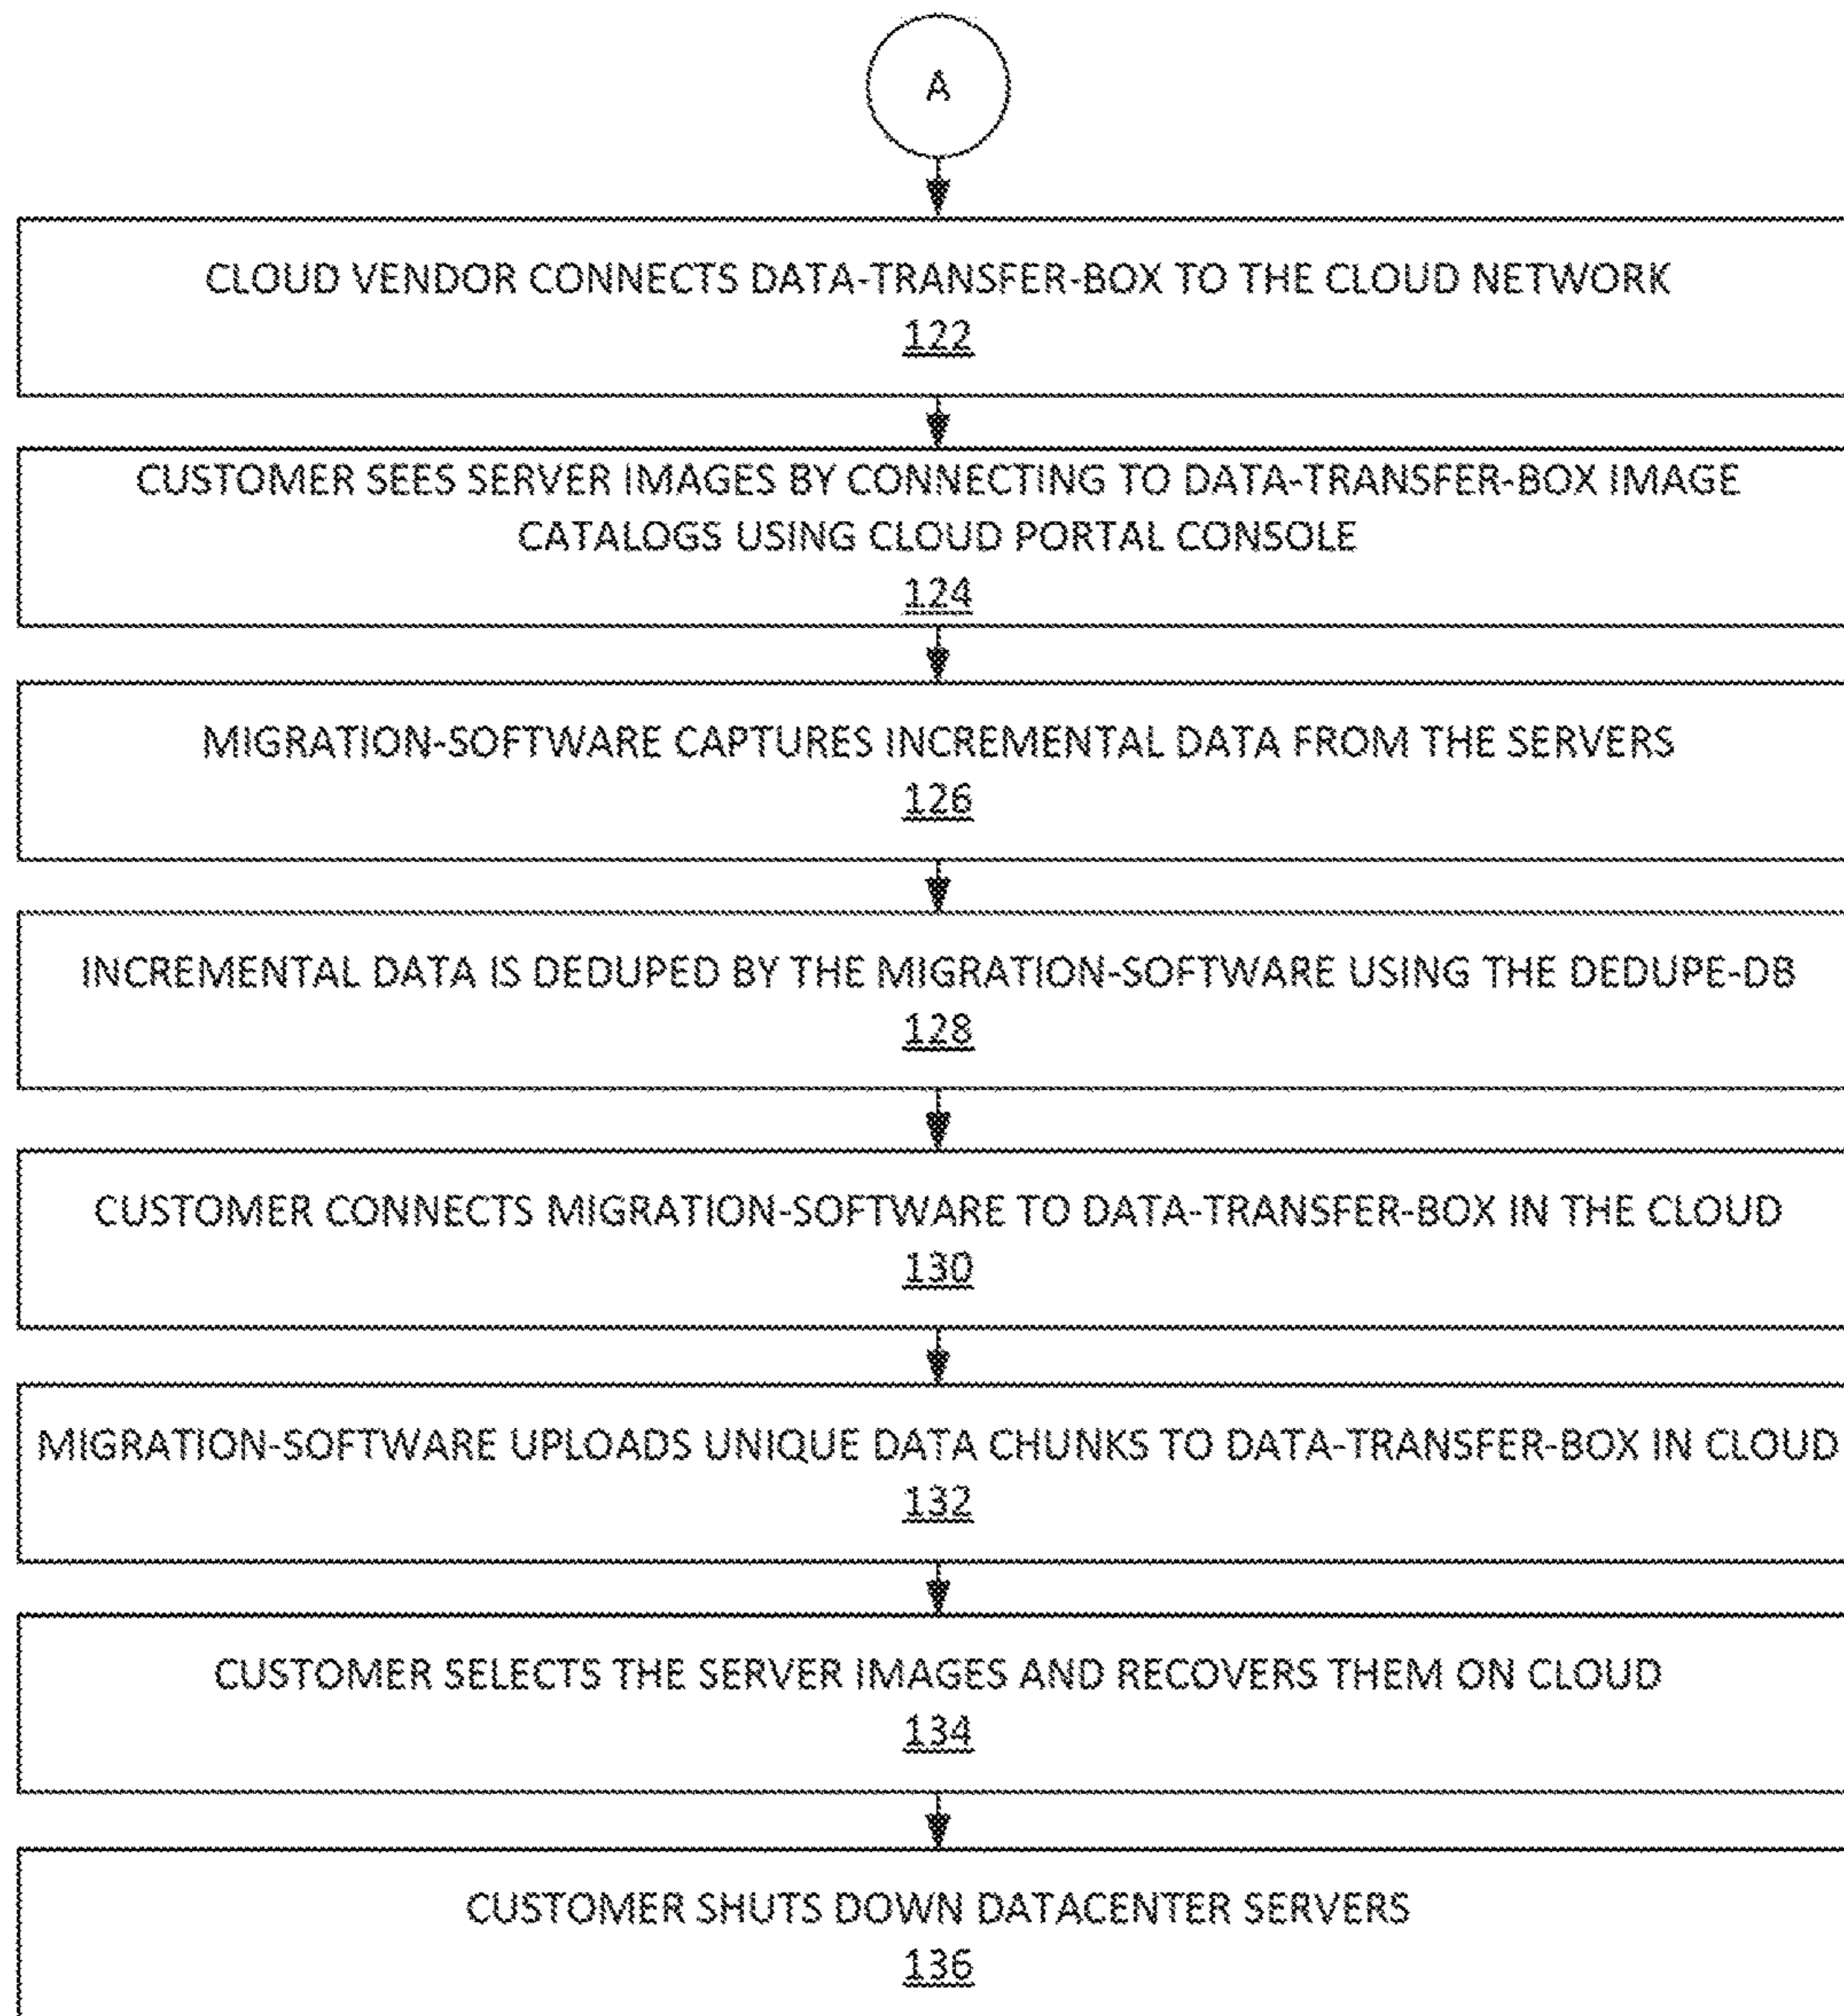 A
CLOUD VENDOR CONNECTS DATA-TRANSFER-BOX TO THE CLOUD NETWORK
122
CUSTOMER SEES SERVER IMAGES BY CONNECTING TO DATA-TRANSFER-BOX IMAGE
CATALOGS USING CLOUD PORTAL CONSOLE
124
MIGRATION-SOFTWARE CAPTURES INCREMENTAL DATA FROM THE SERVERS
126
INCREMENTAL DATA IS DEDUPED BY THE MIGRATION-SOFTWARE USING THE DEDUPE-DB
128
CUSTOMER CONNECTS MIGRATION-SOFTWARE TO DATA-TRANSFER-BOX IN THE CLOUD
130
MIGRATION-SOFTWARE UPLOADS UNIQUE DATA CHUNKS TO DATA-TRANSFER-BOX IN CLOUD
132
CUSTOMER SELECTS THE SERVER IMAGES AND RECOVERS THEM ON CLOUD
134
CUSTOMER SHUTS DOWN DATACENTER SERVERS
136